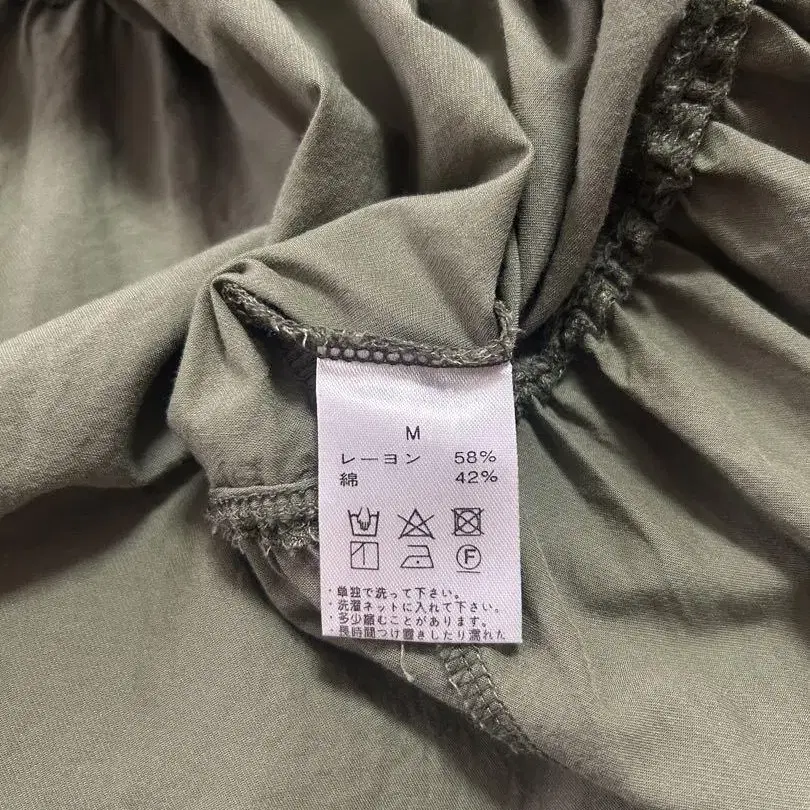 M
レーヨン 58%
綿 42%
F
・単独で洗って下さい。
・洗濯ネットに入れて下さい。
・多少縮むことがあります。
・長時間つけ置きしたり濡れた